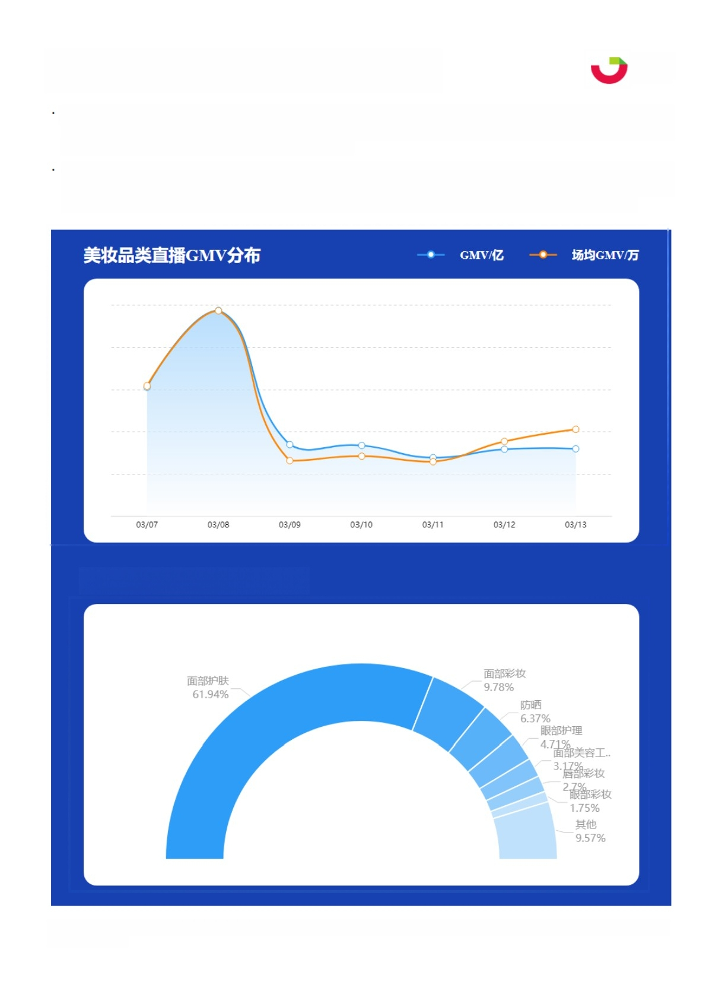 美妆品类直播GMV分布
GMV/亿
场均GMV/万
03/07
03/08
03/09
03/10
03/11
03/12
03/13
面部护肤
61.94%
面部彩妆
9.78%
防晒
6.37%
眼部护理
4.71%
面部美容工..
3.17%
唇部彩妆
2.7%
眼部彩妆
1.75%
其他
9.57%